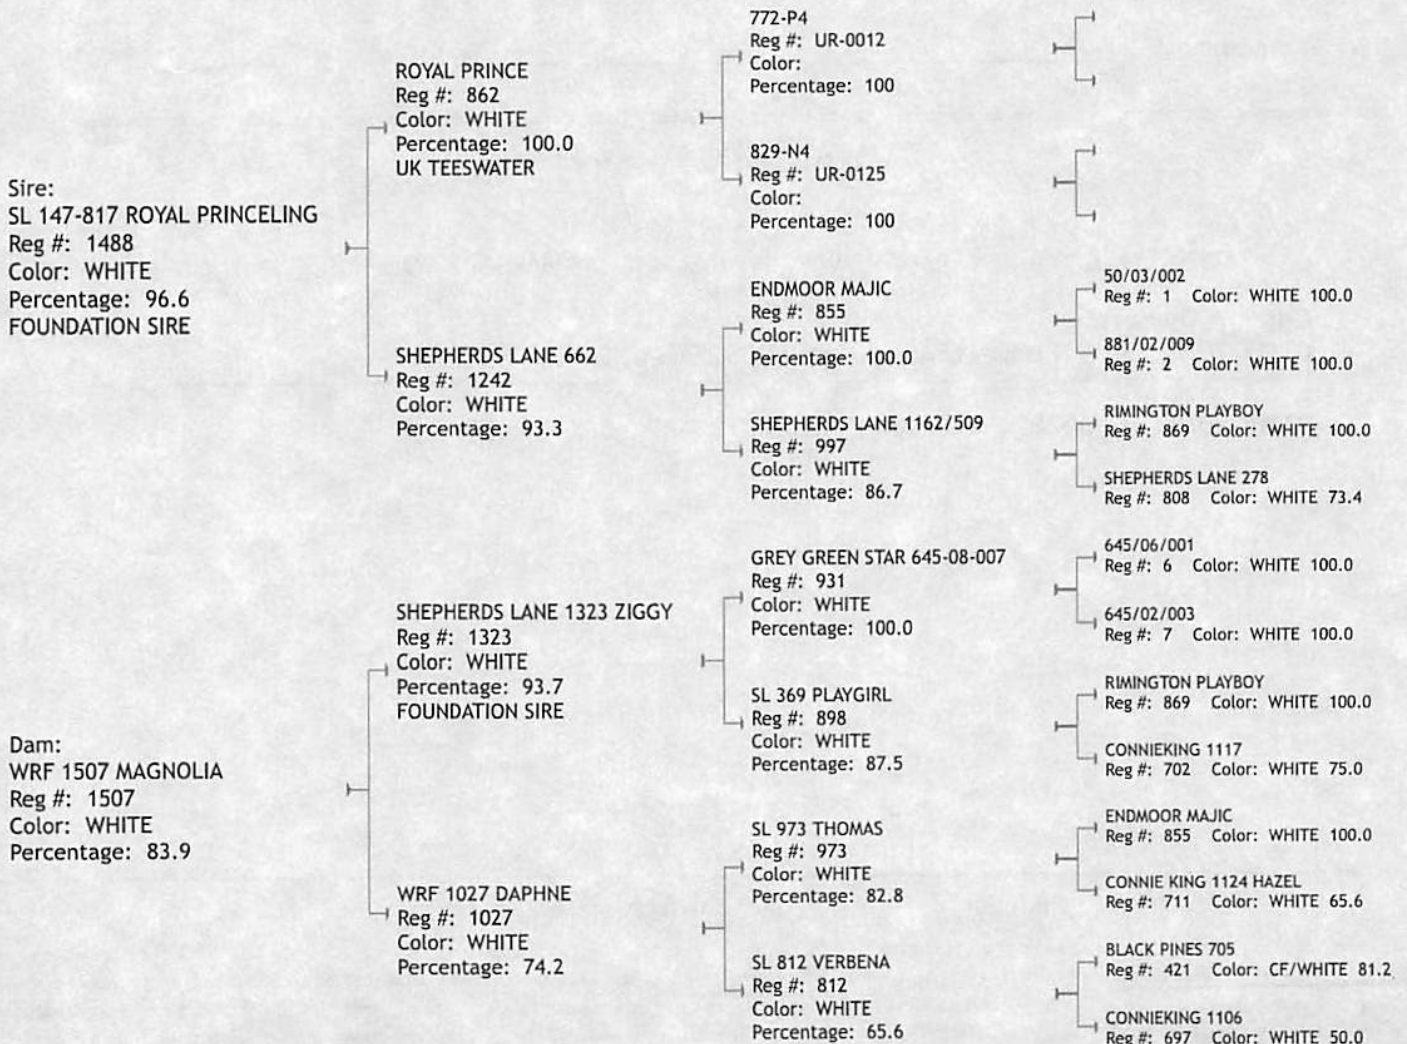 Sire:
SL 147-817 ROYAL PRINCELING
Reg #: 1488
Color: WHITE
Percentage: 96.6
FOUNDATION SIRE
Dam:
WRF 1507 MAGNOLIA
Reg #: 1507
Color: WHITE
Percentage: 83.9
ROYAL PRINCE
Reg #: 862
Color: WHITE
Percentage: 100.0
UK TEESWATER
SHEPHERDS LANE 662
Reg #: 1242
Color: WHITE
Percentage: 93.3
SHEPHERDS LANE 1323 ZIGGY
Reg #: 1323
Color: WHITE
Percentage: 93.7
FOUNDATION SIRE
WRF 1027 DAPHNE
Reg #: 1027
Color: WHITE
Percentage: 74.2
772-P4
Reg #: UR-0012
Color:
Percentage: 100
829-N4
Reg #: UR-0125
Color:
Percentage: 100
ENDMOOR MAJIC
Reg #: 855
Color: WHITE
Percentage: 100.0
SHEPHERDS LANE 1162/509
Reg #: 997
Color: WHITE
Percentage: 86.7
GREY GREEN STAR 645-08-007
Reg #: 931
Color: WHITE
Percentage: 100.0
SL 369 PLAYGIRL
Reg #: 898
Color: WHITE
Percentage: 87.5
SL 973 THOMAS
Reg #: 973
Color: WHITE
Percentage: 82.8
SL 812 VERBENA
Reg #: 812
Color: WHITE
Percentage: 65.6
50/03/002
Reg #: 1 Color: WHITE 100.0
881/02/009
Reg #: 2 Color: WHITE 100.0
RIMINGTON PLAYBOY
Reg #: 869 Color: WHITE 100.0
SHEPHERDS LANE 278
Reg #: 808 Color: WHITE 73.4
645/06/001
Reg #: 6 Color: WHITE 100.0
645/02/003
Reg #: 7 Color: WHITE 100.0
RIMINGTON PLAYBOY
Reg #: 869 Color: WHITE 100.0
CONNIEKING 1117
Reg #: 702 Color: WHITE 75.0
ENDMOOR MAJIC
Reg #: 855 Color: WHITE 100.0
CONNIE KING 1124 HAZEL
Reg #: 711 Color: WHITE 65.6
BLACK PINES 705
Reg #: 421 Color: CF/WHITE 81.2
CONNIEKING 1106
Reg #: 697 Color: WHITE 50.0